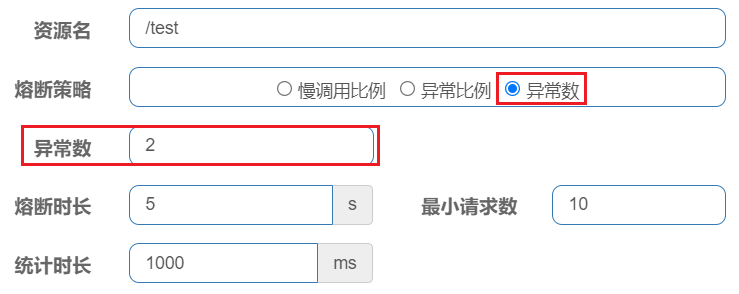 资源名 /test
熔断策略 慢调用比例 异常比例 异常数
异常数 2
熔断时长 5 s 最小请求数 10
统计时长 1000 ms